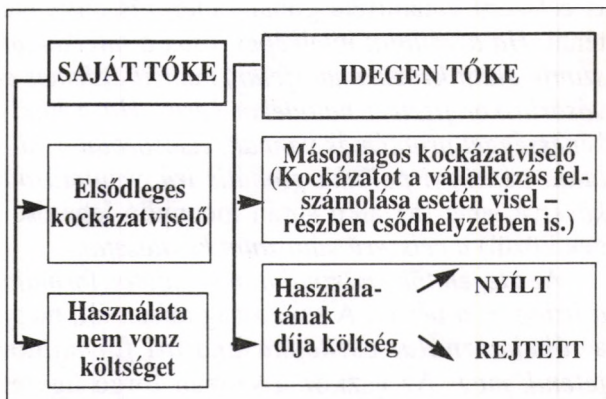 SAJÁT TŐKE
Elsődleges
kockázatviselő
Használata
nem vonz
költséget
IDEGEN TŐKE
Másodlagos kockázatviselő
(Kockázatot a vállalkozás fel-
számolása esetén visel –
részben csődhelyzetben is.)
Használa-
tának
díja költség
NYÍLT
REJTETT